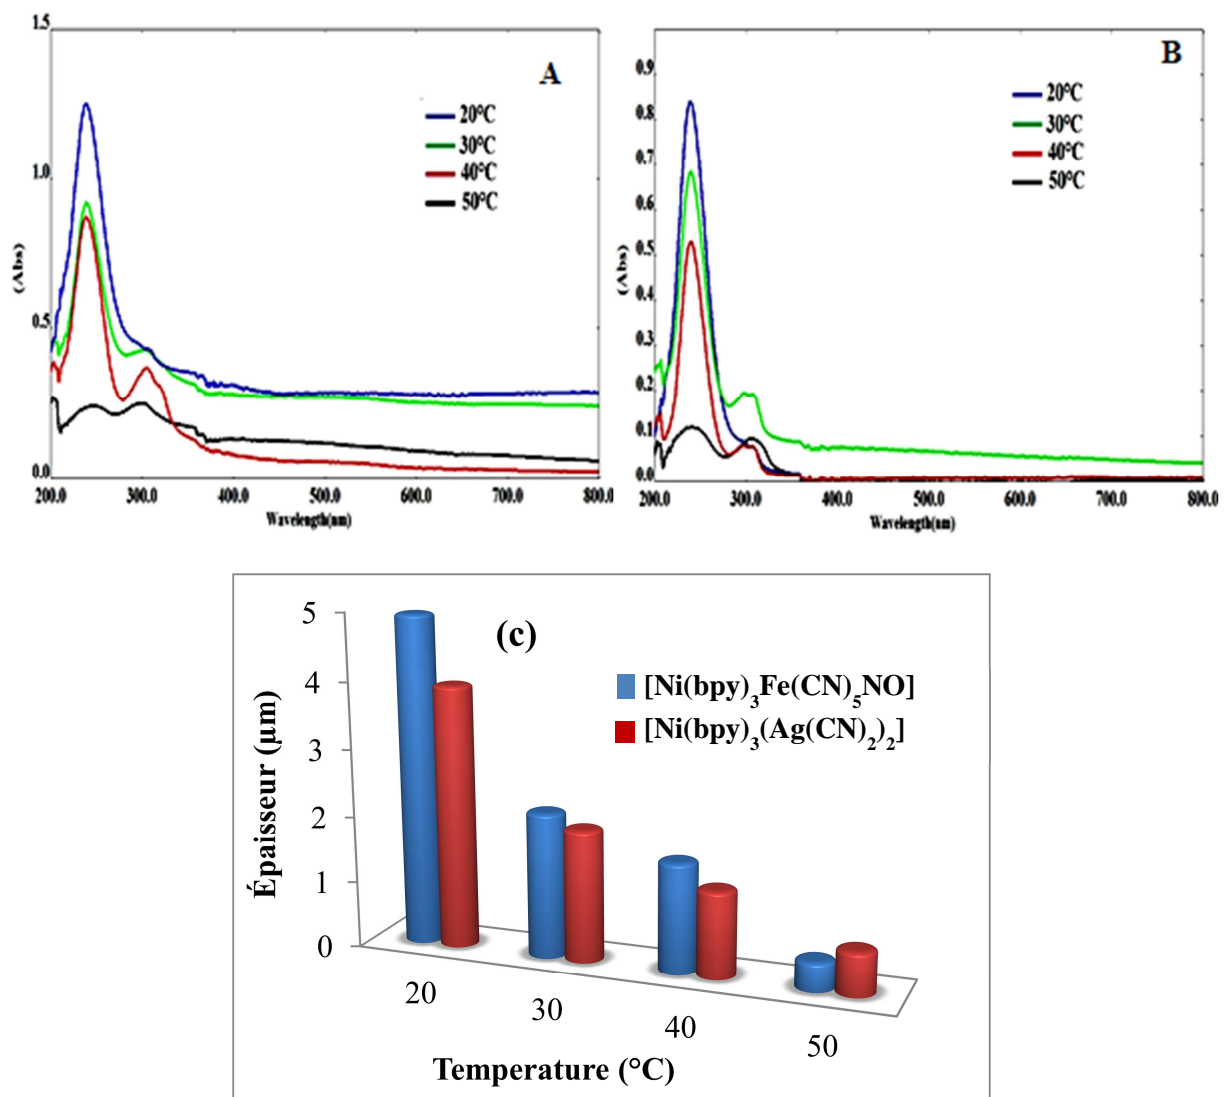 1.5
A
20°C
30°C
40°C
50°C
1.0
(Abs)
0.5
0.0
200.0 300.0 400.0 500.0 600.0 700.0 800.0
Wavelength(nm)
B
0.9
20°C
0.8
30°C
40°C
0.7
50°C
0.6
0.5
(Abs)
0.4
0.3
0.2
0.1
0.0
200.0 300.0 400.0 500.0 600.0 700.0 800.0
Wavelength(nm)
(c)
[Ni(bpy)₃Fe(CN)₅NO]
[Ni(bpy)₃(Ag(CN)₂)₂]
Épaisseur (µm)
5
4
3
2
1
0
20 30 40 50
Temperature (°C)